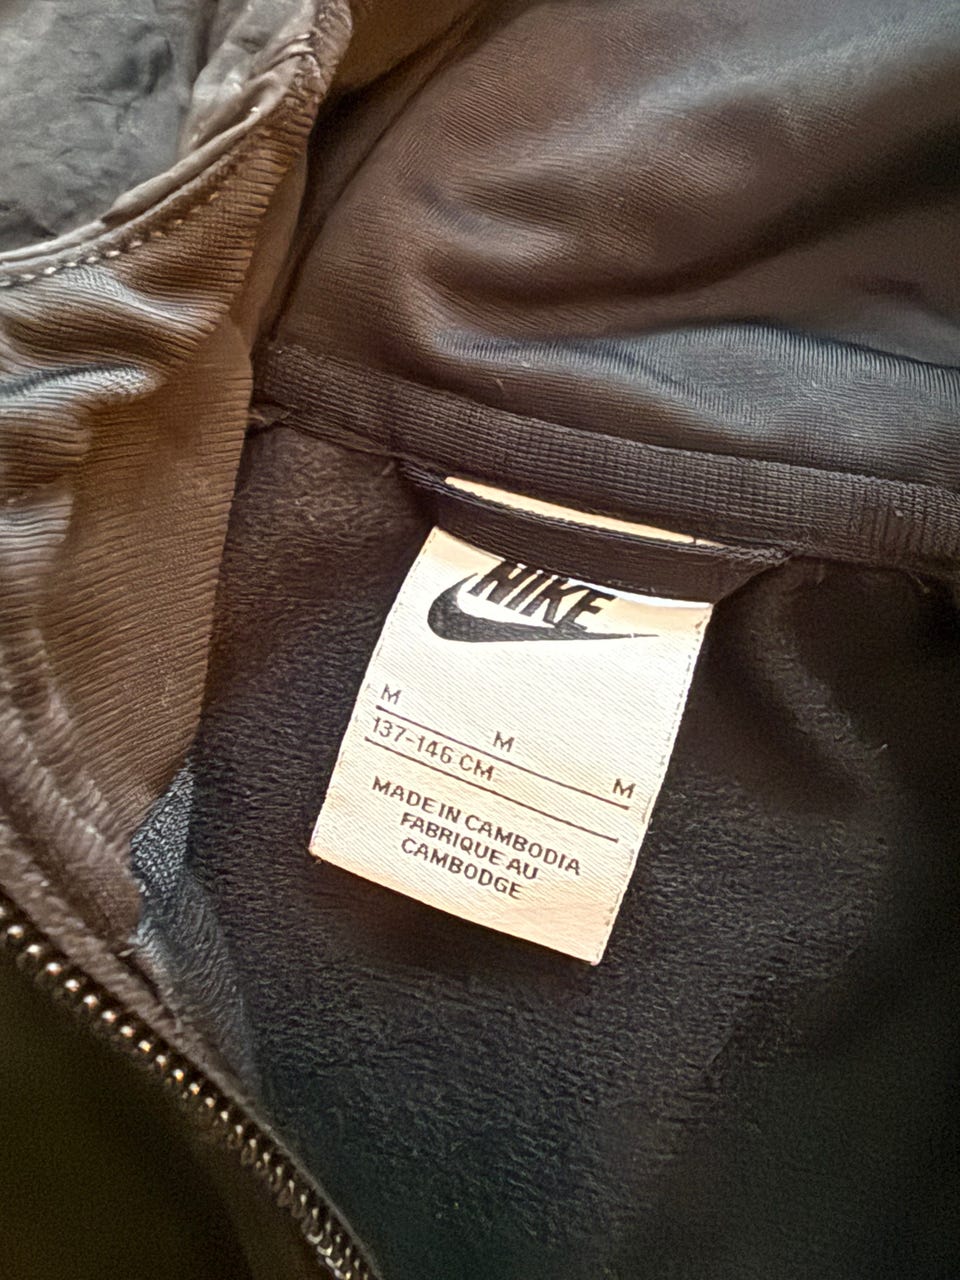 NIKE
M
M
M
137-146 CM
MADE IN CAMBODIA
FABRIQUE AU
CAMBODGE